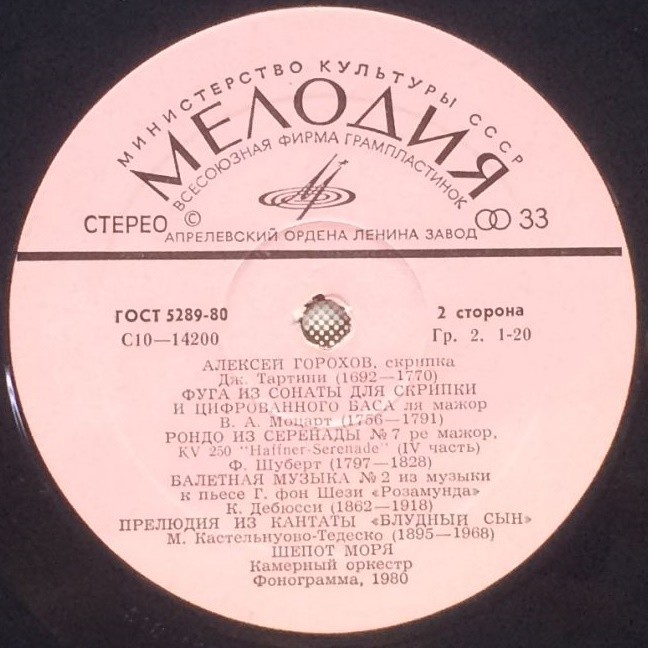 МИНИСТЕРСТВО КУЛЬТУРЫ СССР
МЕЛОДИЯ
ВСЕСОЮЗНАЯ ФИРМА ГРАМПЛАСТИНОК
СТЕРЕО © 33
АПРЕЛЕВСКИЙ ОРДЕНА ЛЕНИНА ЗАВОД
ГОСТ 5289-80 2 сторона
С10—14200 Гр. 2. 1-20
АЛЕКСЕЙ ГОРОХОВ, скрипка
Дж. Тартини (1692—1770)
ФУГА ИЗ СОНАТЫ ДЛЯ СКРИПКИ
И ЦИФРОВАННОГО БАСА ля мажор
В. А. Моцарт (1756—1791)
РОНДО ИЗ СЕРЕНАДЫ №7 ре мажор,
KV 250 "Haffner-Serenade" (IV часть)
Ф. Шуберт (1797—1828)
БАЛЕТНАЯ МУЗЫКА №2 из музыки
к пьесе Г. фон Шези «Розамунда»
К. Дебюсси (1862—1918)
ПРЕЛЮДИЯ ИЗ КАНТАТЫ «БЛУДНЫЙ СЫН»
М. Кастельнуово-Тедеско (1895—1968)
ШЕПОТ МОРЯ
Камерный оркестр
Фонограмма, 1980